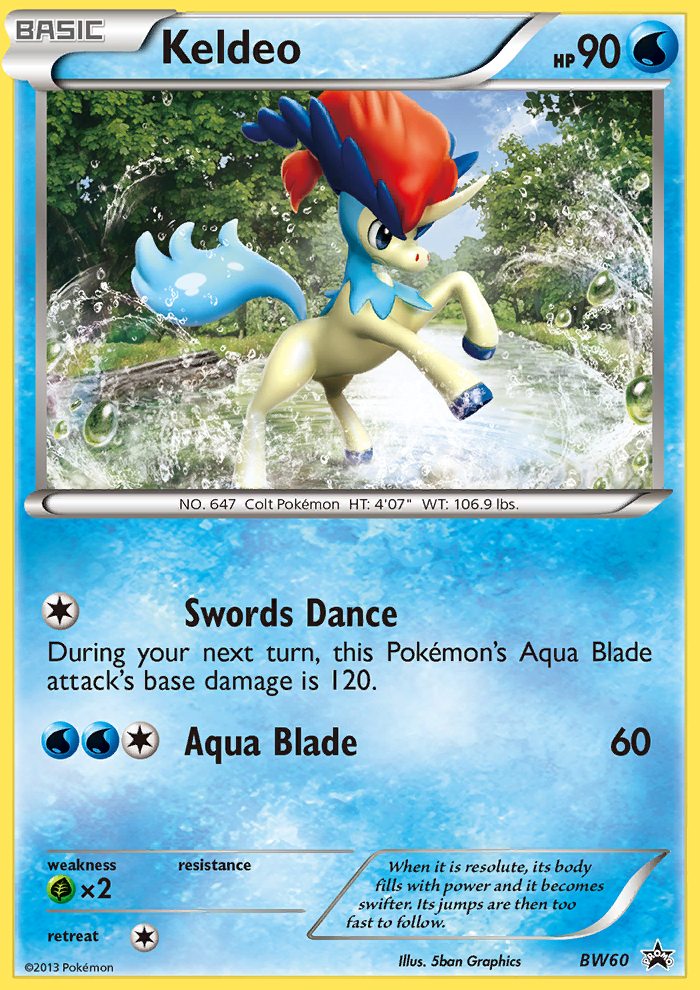 BASIC Keldeo HP 90
NO. 647 Colt Pokémon HT: 4'07" WT: 106.9 lbs.
Swords Dance
During your next turn, this Pokémon's Aqua Blade
attack's base damage is 120.
Aqua Blade 60
weakness resistance
×2
retreat
When it is resolute, its body
fills with power and it becomes
swifter. Its jumps are then too
fast to follow.
©2013 Pokémon Illus. 5ban Graphics BW60 PROMO